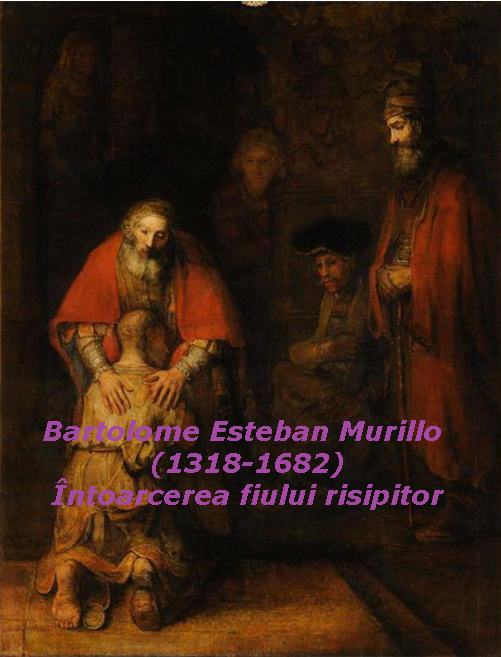 Bartolome Esteban Murillo
(1318-1682)
Întoarcerea fiului risipitor